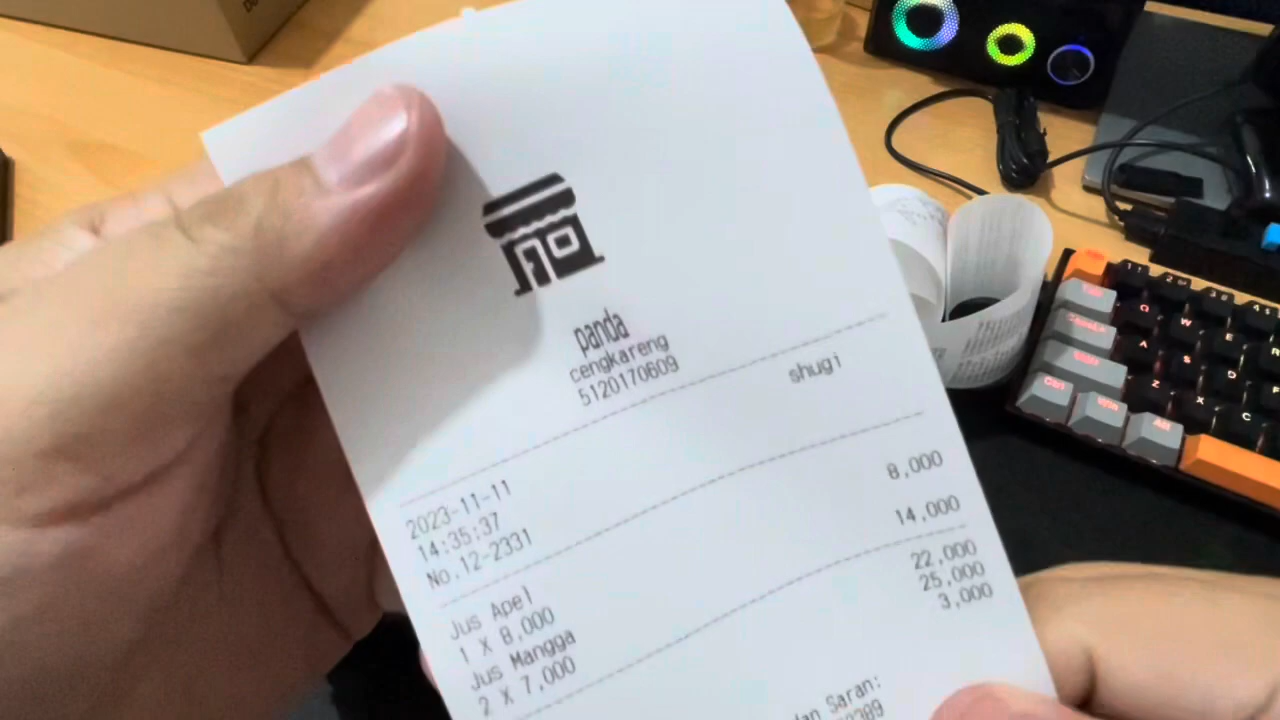 panda
cengkareng
5120170609
2023-11-11 shugi
14:35:37
No.12-2331
Jus Apel
1 X 8,000 8,000
Jus Mangga
2 X 7,000 14,000
22,000
25,000
3,000
Saran: